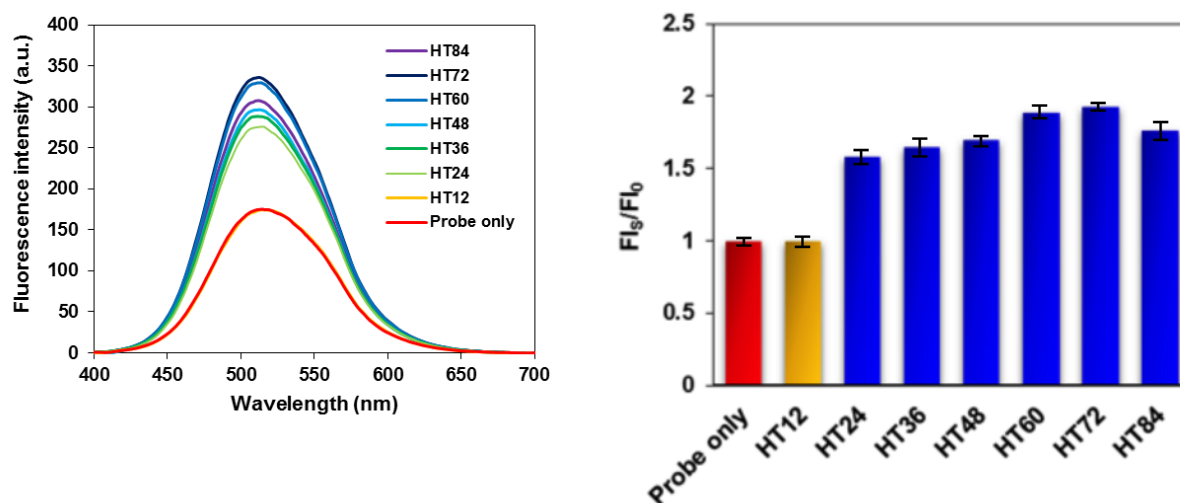 400
350
300
250
200
150
100
50
0
Fluorescence intensity (a.u.)
HT84
HT72
HT60
HT48
HT36
HT24
HT12
Probe only
400 450 500 550 600 650 700
Wavelength (nm)
2.5
2
1.5
1
0.5
0
FIS/FI0
Probe only
HT12
HT24
HT36
HT48
HT60
HT72
HT84